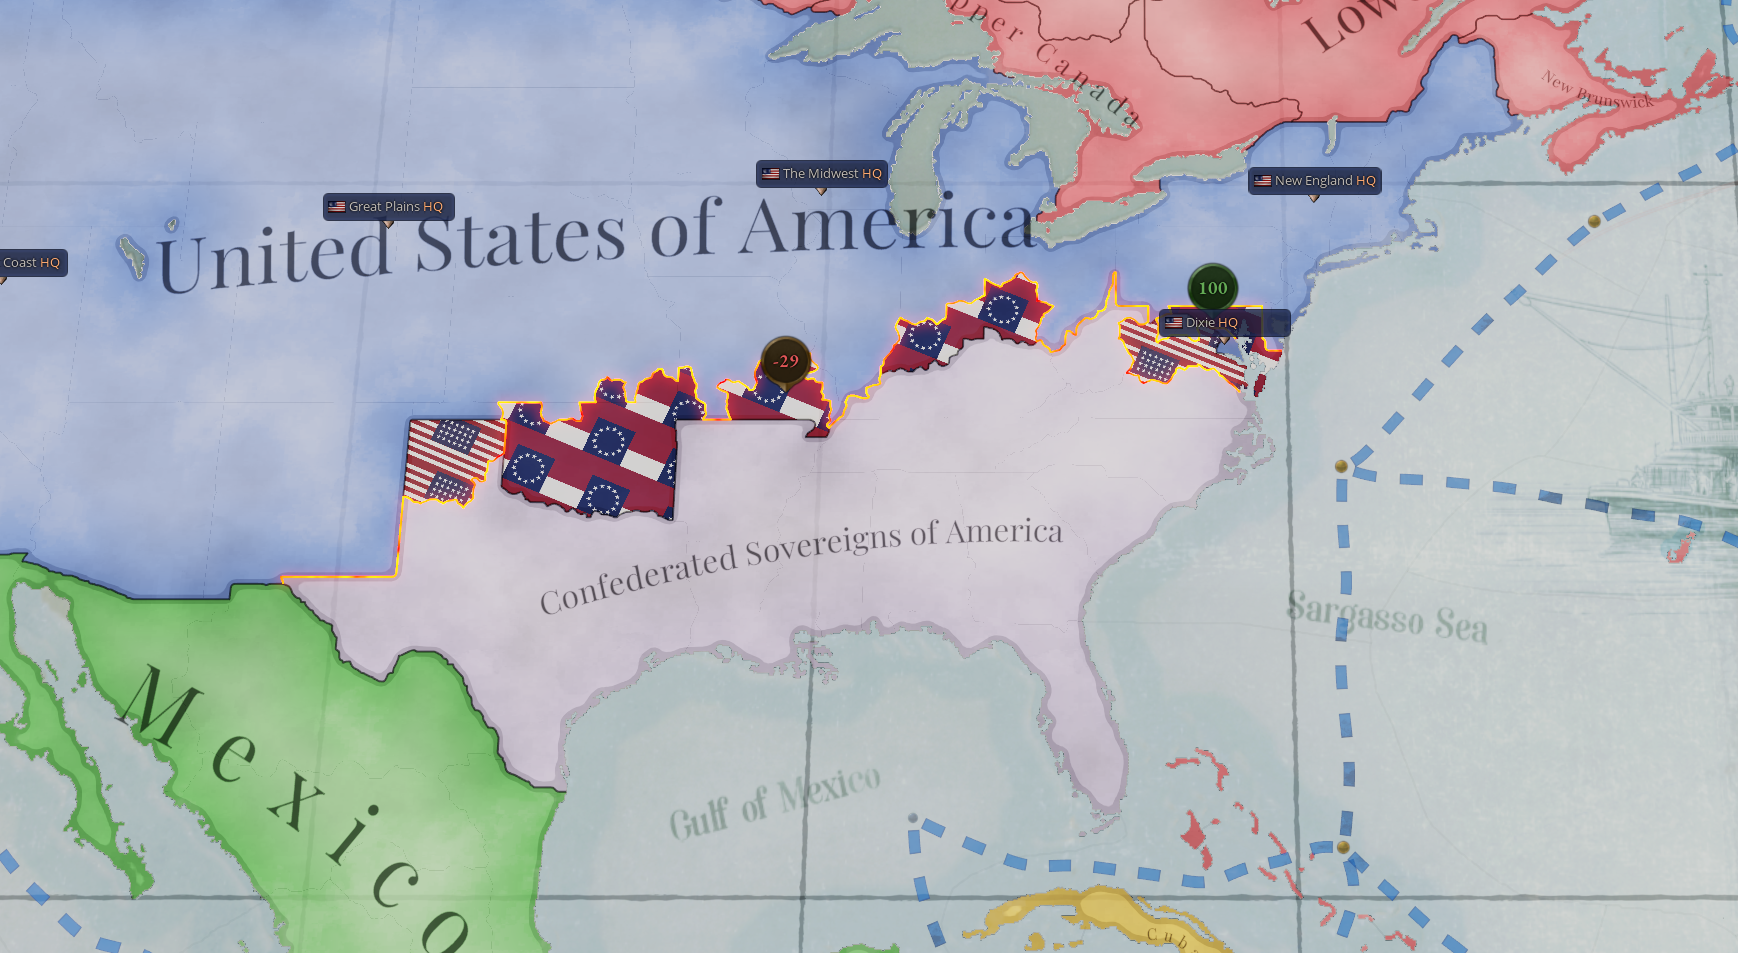 pper Canada
Low
New Brunswick
The Midwest HQ
New England HQ
Great Plains HQ
United States of America
Coast HQ
100
Dixie HQ
-29
Confederated Sovereigns of America
Sargasso Sea
Mexico
Gulf of Mexico
Cub